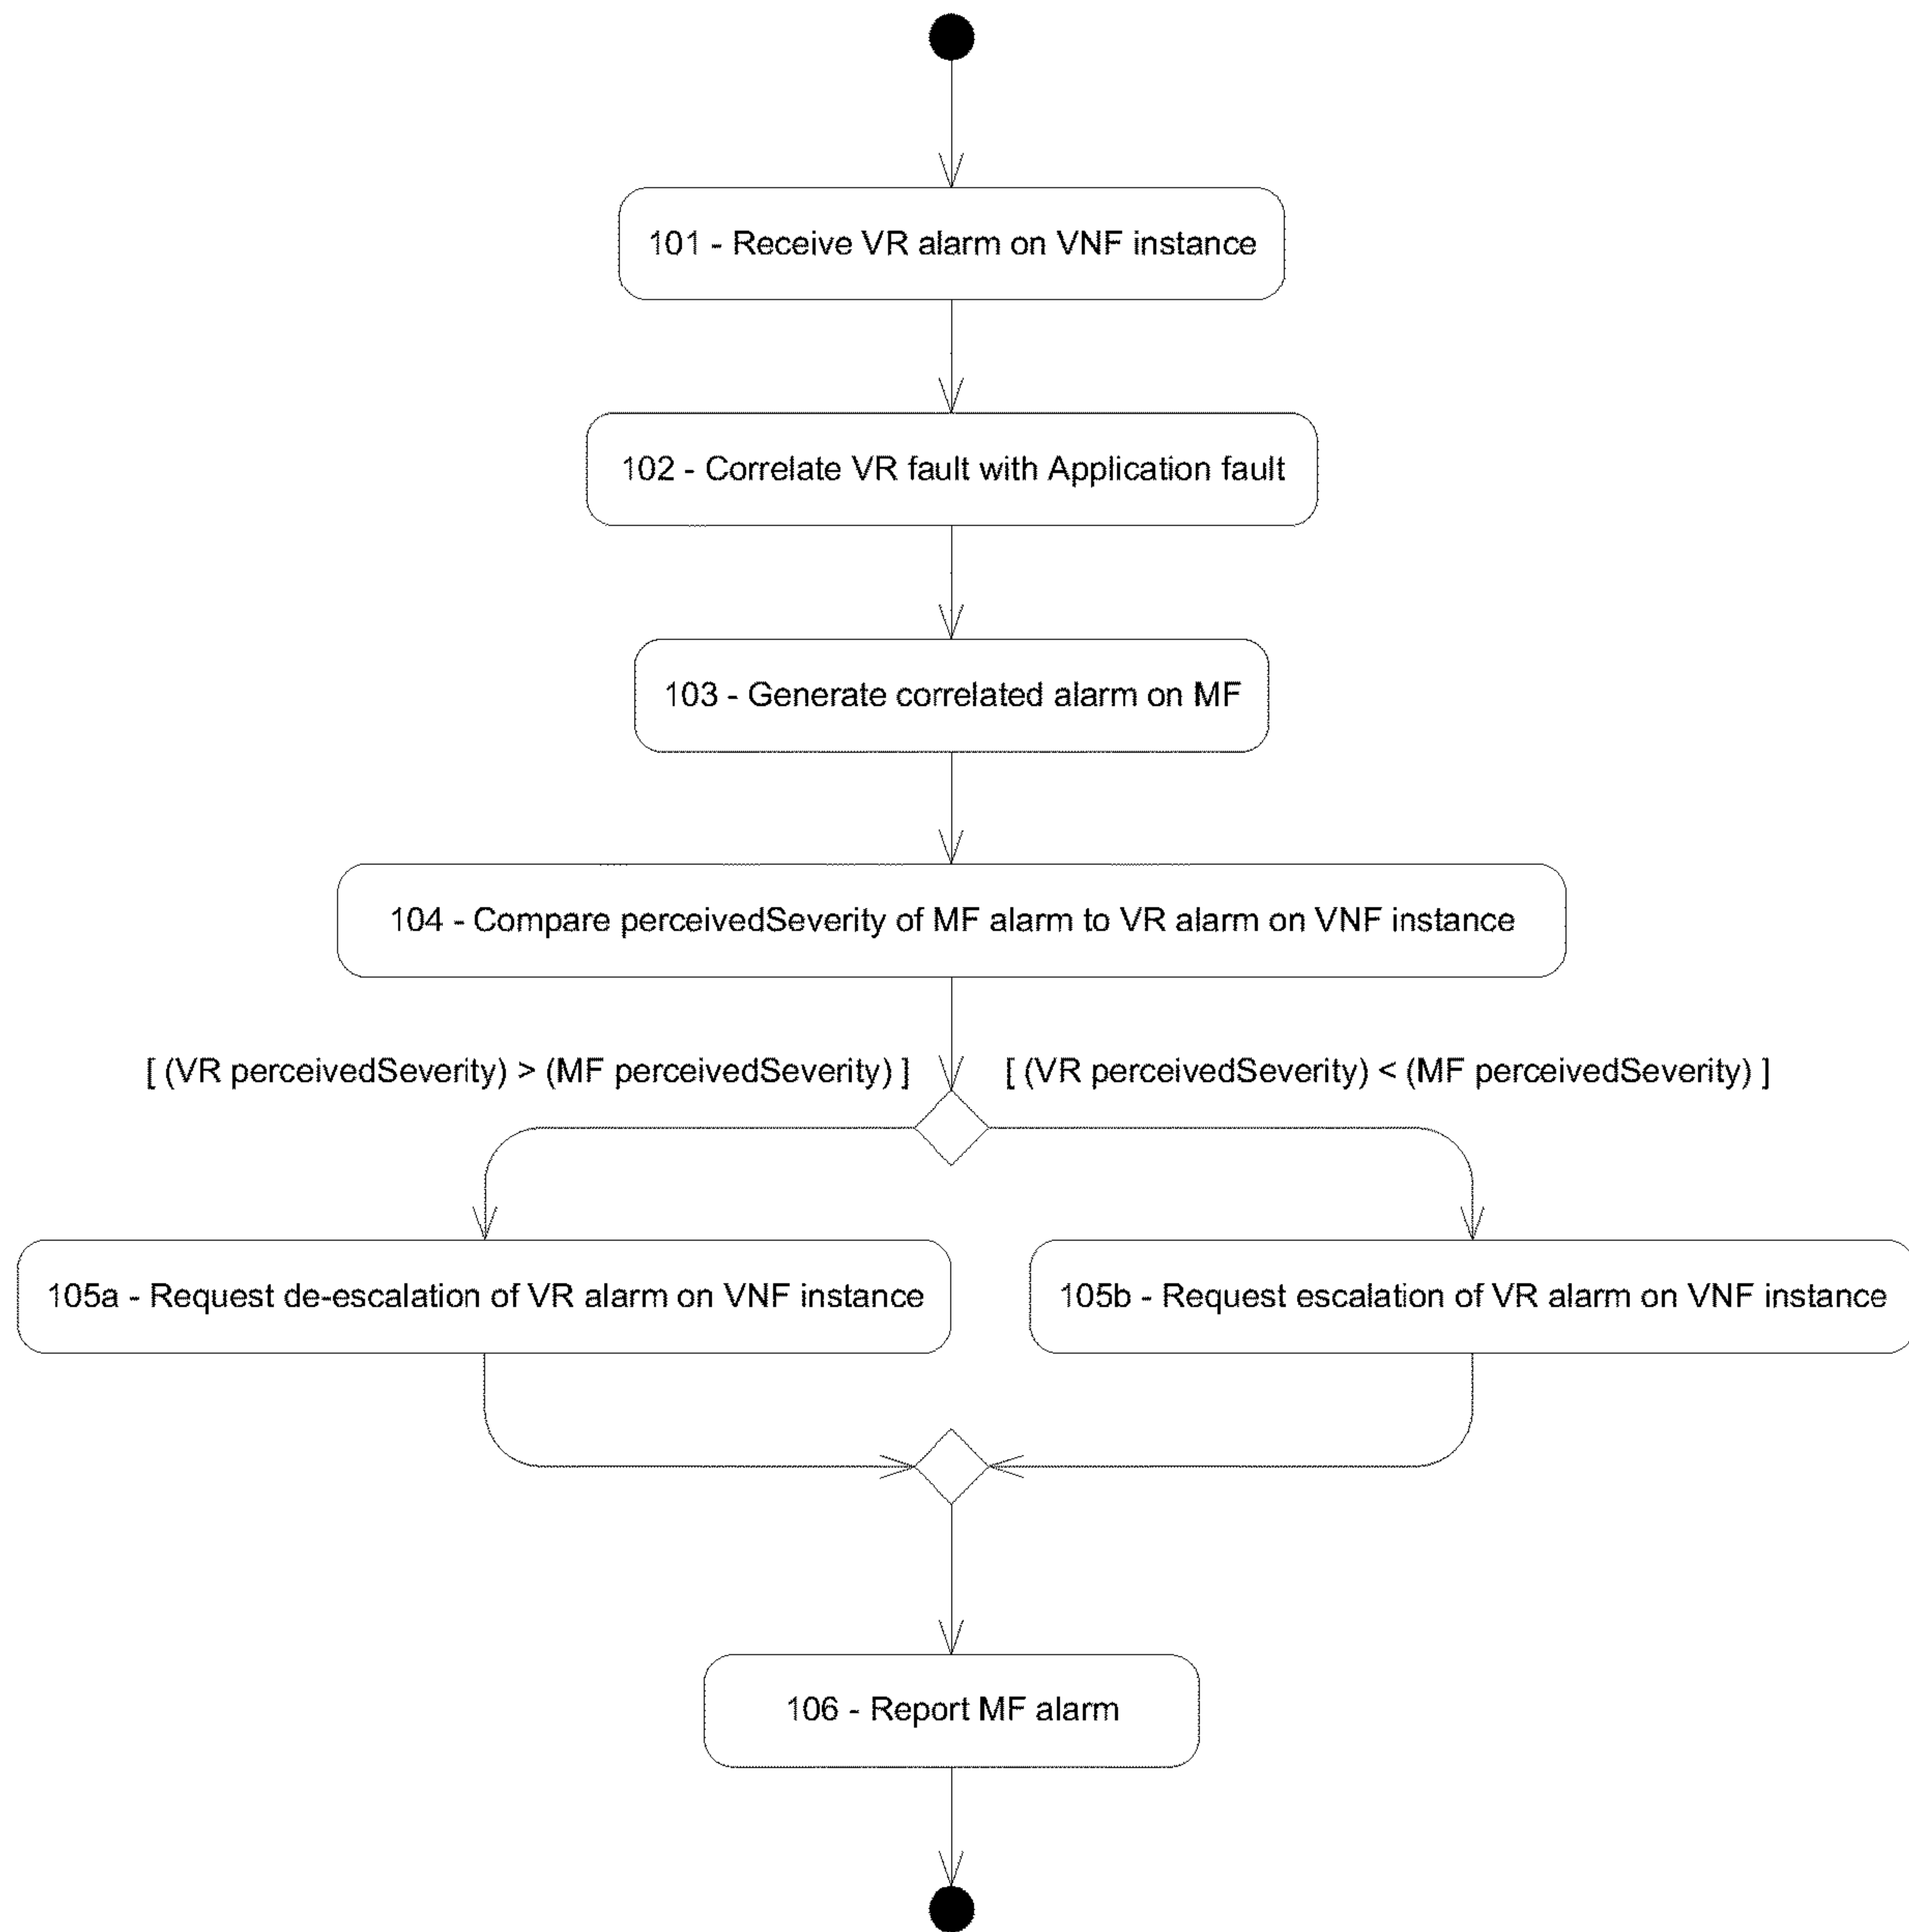 101 - Receive VR alarm on VNF instance
102 - Correlate VR fault with Application fault
103 - Generate correlated alarm on MF
104 - Compare perceivedSeverity of MF alarm to VR alarm on VNF instance
[ (VR perceivedSeverity) > (MF perceivedSeverity) ]
[ (VR perceivedSeverity) < (MF perceivedSeverity) ]
105a - Request de-escalation of VR alarm on VNF instance
105b - Request escalation of VR alarm on VNF instance
106 - Report MF alarm